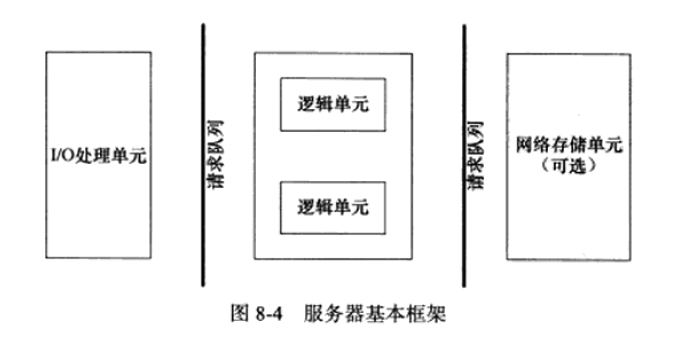 I/O处理单元
请求队列
逻辑单元
逻辑单元
请求队列
网络存储单元
（可选）
图 8-4 服务器基本框架